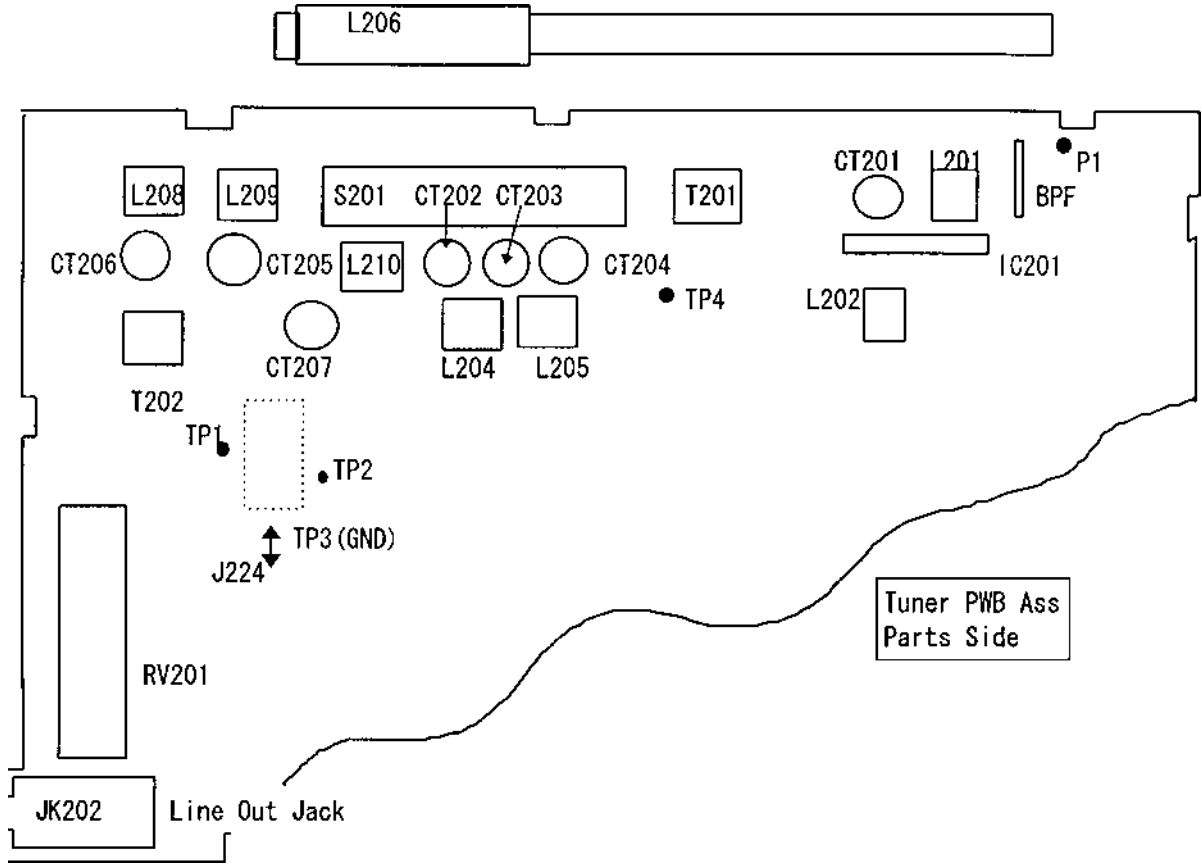 L206
P1
CT201 L201
BPF
L208 L209 S201 CT202 CT203 T201
CT206 CT205 L210 CT204 IC201
TP4 L202
CT207 L204 L205
T202
TP1
TP2
TP3(GND)
J224
Tuner PWB Ass
Parts Side
RV201
JK202 Line Out Jack